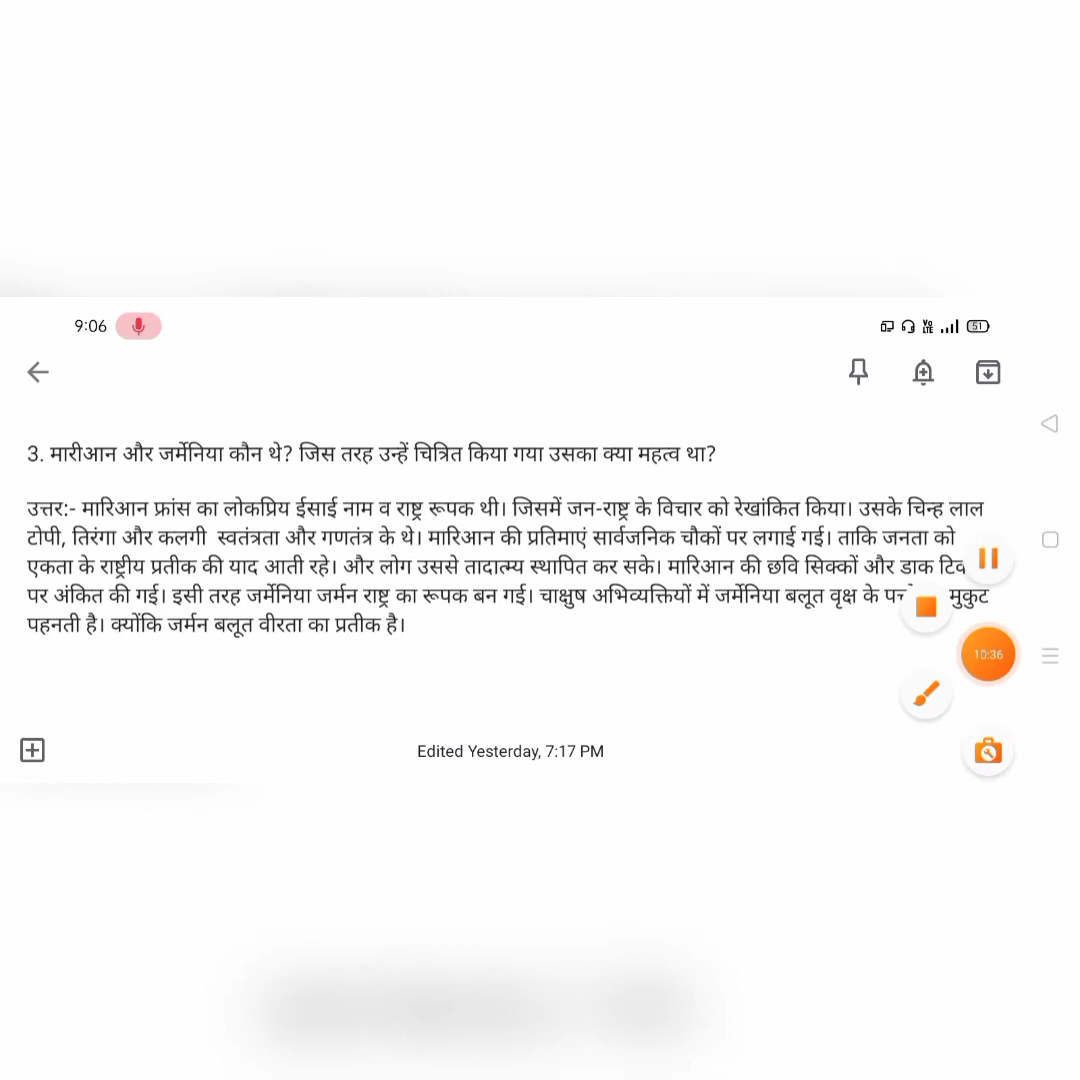 9:06
Vo LTE
51
3. मारीआन और जर्मेनिया कौन थे? जिस तरह उन्हें चित्रित किया गया उसका क्या महत्व था?
उत्तर:- मारिआन फ्रांस का लोकप्रिय ईसाई नाम व राष्ट्र रूपक थी। जिसमें जन-राष्ट्र के विचार को रेखांकित किया। उसके चिन्ह लाल
टोपी, तिरंगा और कलगी स्वतंत्रता और गणतंत्र के थे। मारिआन की प्रतिमाएं सार्वजनिक चौकों पर लगाई गई। ताकि जनता को
एकता के राष्ट्रीय प्रतीक की याद आती रहे। और लोग उससे तादात्म्य स्थापित कर सके। मारिआन की छवि सिक्कों और डाक
पर अंकित की गई। इसी तरह जर्मेनिया जर्मन राष्ट्र का रूपक बन गई। चाक्षुष अभिव्यक्तियों में जर्मेनिया बलूत वृक्ष के मुकुट
पहनती है। क्योंकि जर्मन बलूत वीरता का प्रतीक है।
10:36
Edited Yesterday, 7:17 PM